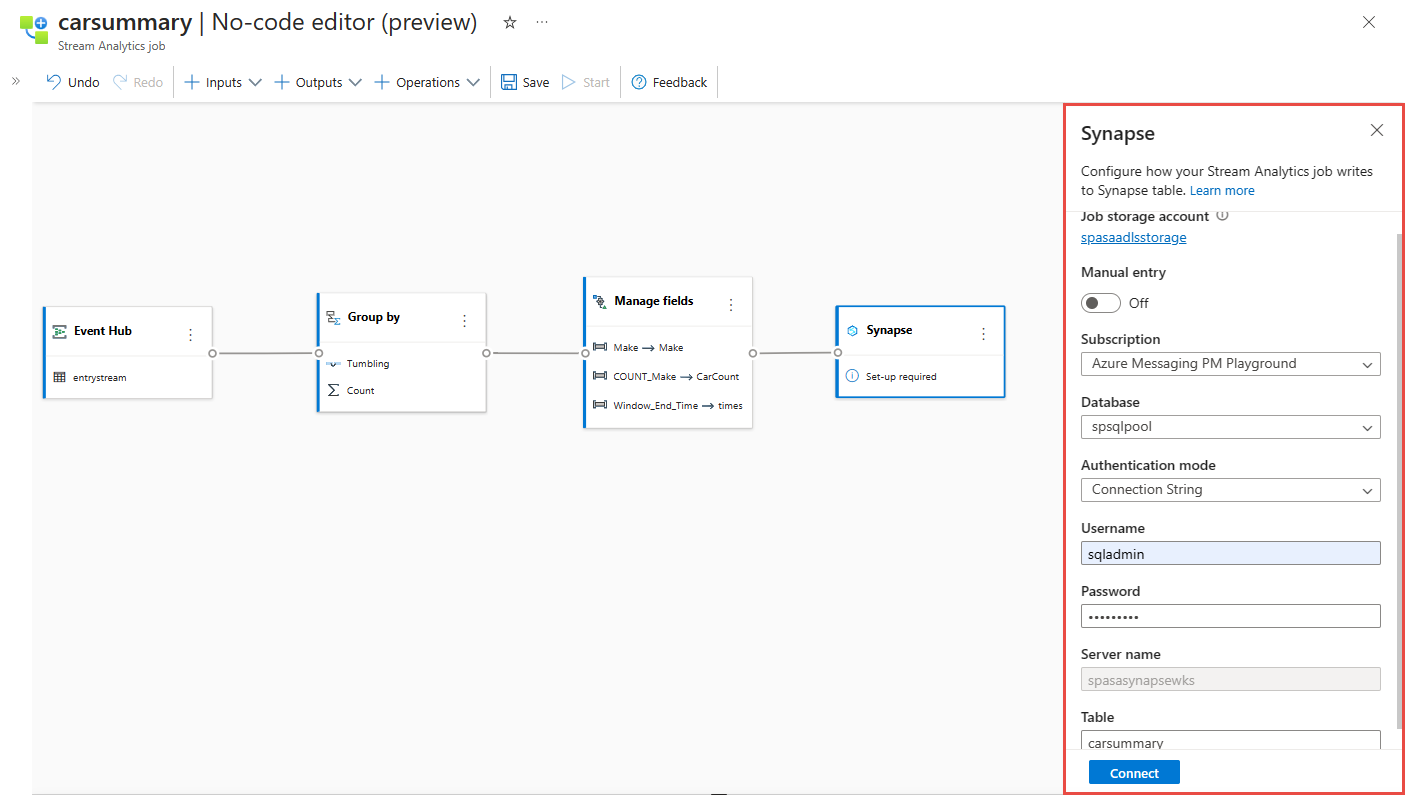 carsummary | No-code editor (preview)
Stream Analytics job
Undo Redo Inputs Outputs Operations Save Start Feedback
Event Hub
entrystream
Group by
Tumbling
Count
Manage fields
Make → Make
COUNT_Make → CarCount
Window_End_Time → times
Synapse
Set-up required
Synapse
Configure how your Stream Analytics job writes
to Synapse table. Learn more
Job storage account
spasaadlsstorage
Manual entry
Off
Subscription
Azure Messaging PM Playground
Database
spsqlpool
Authentication mode
Connection String
Username
sqladmin
Password
•••••••••
Server name
spasasynapsewks
Table
carsummary
Connect